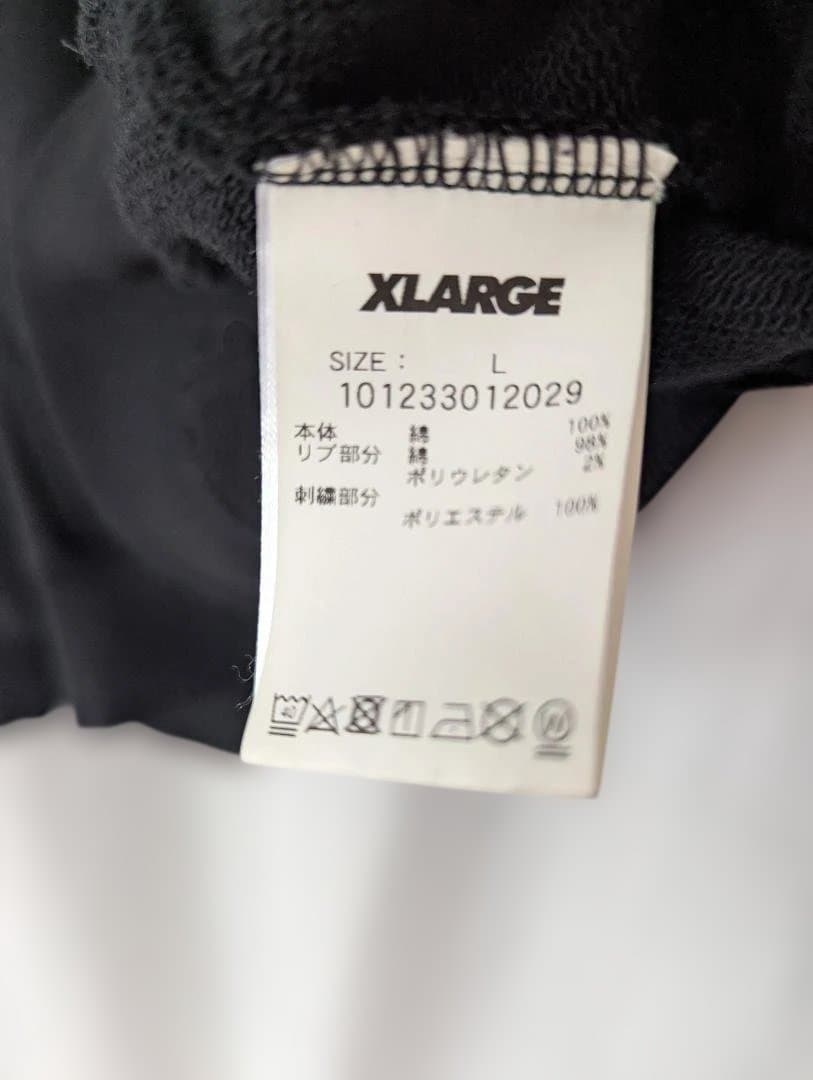 XLARGE
SIZE : L
101233012029
本体 綿 100%
リブ部分 綿 98%
ポリウレタン 2%
刺繍部分
ポリエステル 100%
40
W